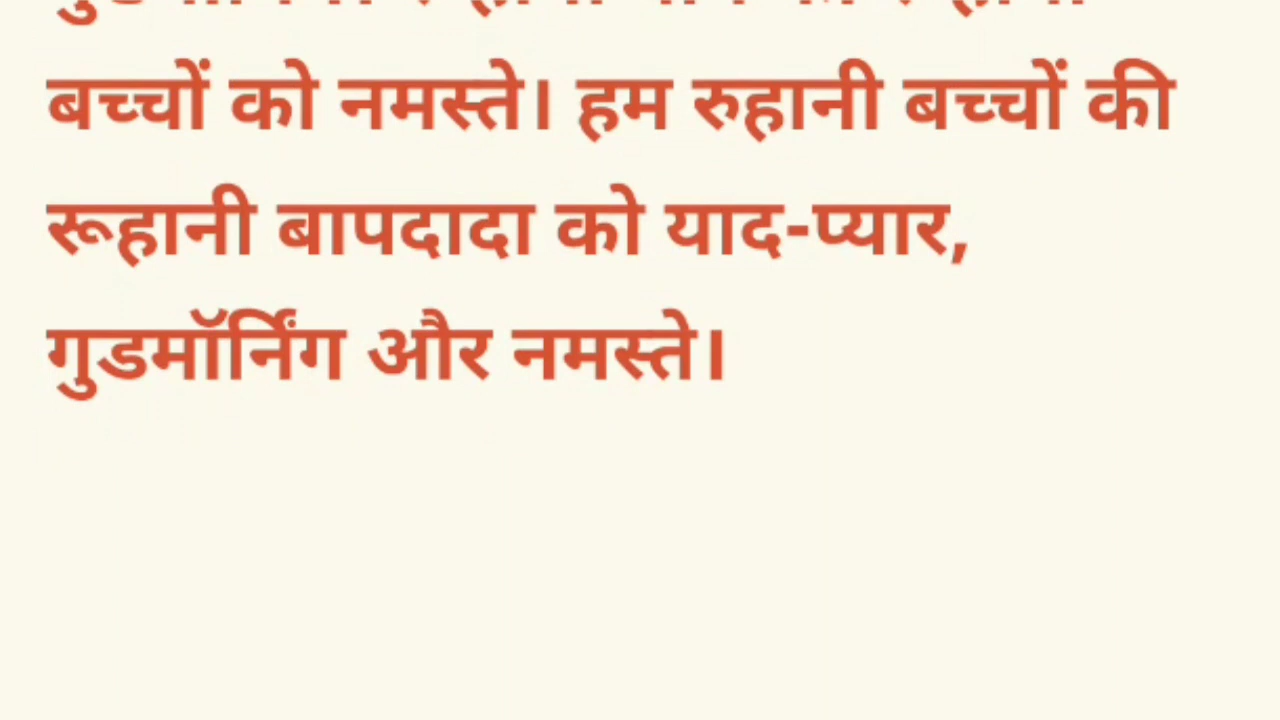 बच्चों को नमस्ते। हम रुहानी बच्चों की
रूहानी बापदादा को याद-प्यार,
गुडमॉर्निंग और नमस्ते।